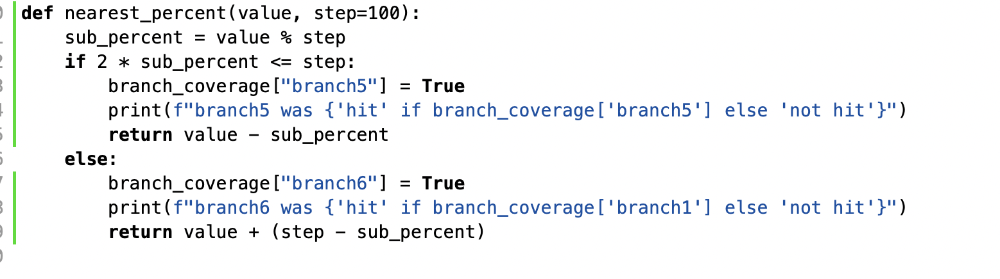 def nearest_percent(value, step=100):
    sub_percent = value % step
    if 2 * sub_percent <= step:
        branch_coverage["branch5"] = True
        print(f"branch5 was {'hit' if branch_coverage['branch5'] else 'not hit'}")
        return value - sub_percent
    else:
        branch_coverage["branch6"] = True
        print(f"branch6 was {'hit' if branch_coverage['branch1'] else 'not hit'}")
        return value + (step - sub_percent)